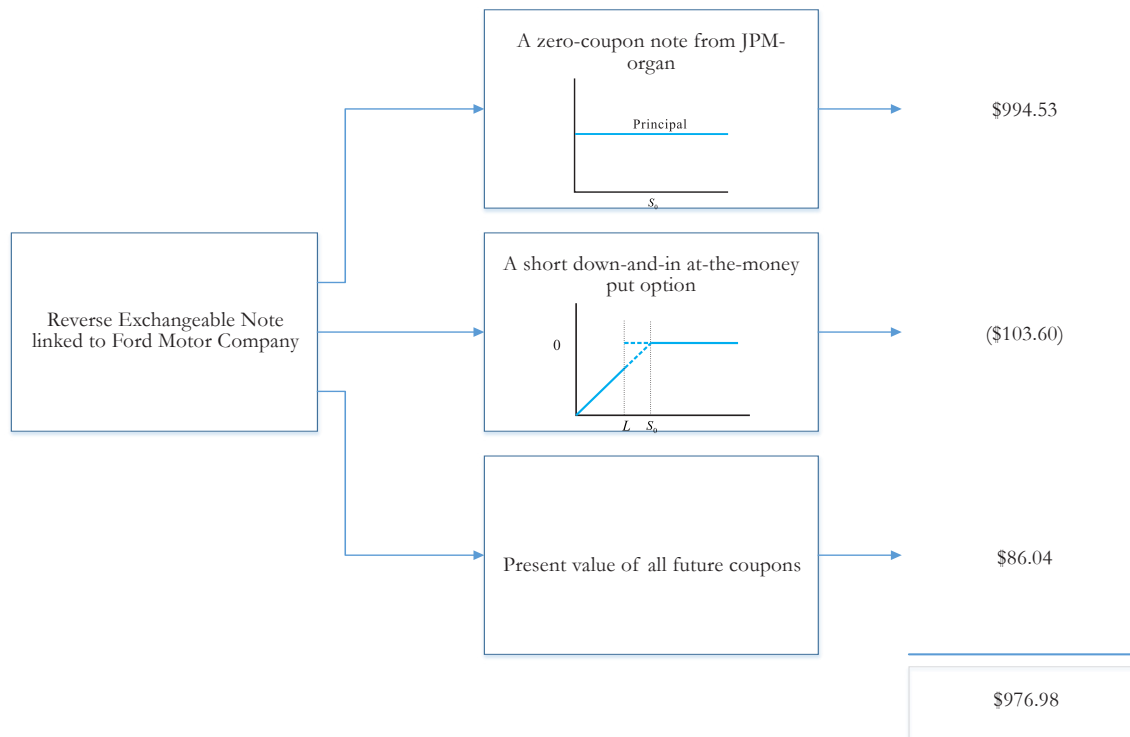 A zero-coupon note from JPM-
organ
Principal
S₀
$994.53
Reverse Exchangeable Note
linked to Ford Motor Company
A short down-and-in at-the-money
put option
0
L S₀
($103.60)
Present value of all future coupons
$86.04
$976.98